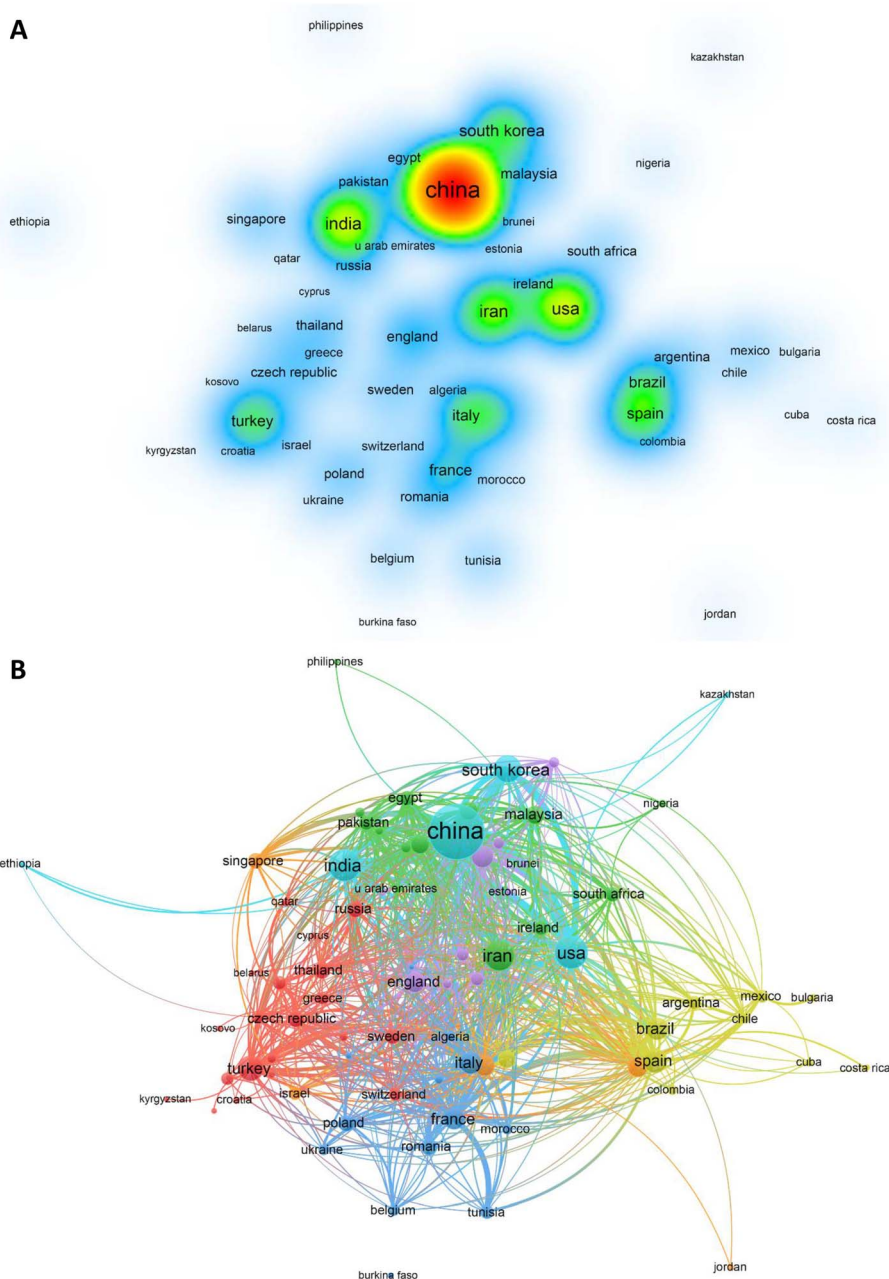 A
philippines
kazakhstan
south korea
egypt
malaysia
nigeria
pakistan
china
ethiopia
singapore
india
brunei
u arab emirates
estonia
south africa
qatar
russia
ireland
cyprus
iran
usa
belarus
thailand
england
greece
argentina
mexico
bulgaria
czech republic
chile
kosovo
sweden
algeria
brazil
turkey
italy
spain
cuba
costa rica
kyrgyzstan
croatia
israel
switzerland
colombia
poland
france
morocco
ukraine
romania
belgium
tunisia
burkina faso
jordan
B
philippines
kazakhstan
south korea
egypt
nigeria
pakistan
china
malaysia
ethiopia
singapore
india
brunei
u arab emirates
estonia
south africa
qatar
russia
ireland
cyprus
iran
usa
belarus
thailand
england
greece
argentina
mexico
bulgaria
czech republic
chile
kosovo
sweden
algeria
brazil
turkey
italy
spain
cuba
costa rica
kyrgyzstan
croatia
israel
switzerland
colombia
poland
france
morocco
ukraine
romania
belgium
tunisia
burkina faso
jordan